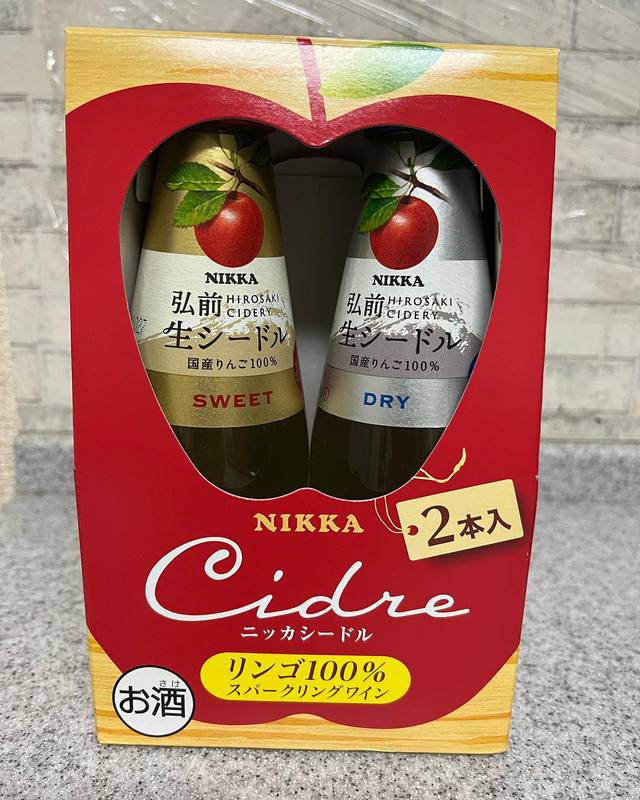 NIKKA
弘前 HIROSAKI CIDERY
生シードル
国産りんご100%
SWEET
NIKKA
弘前 HIROSAKI CIDERY
生シードル
国産りんご100%
DRY
2本入
NIKKA
Cidre
ニッカシードル
リンゴ100%
スパークリングワイン
さけ
お酒